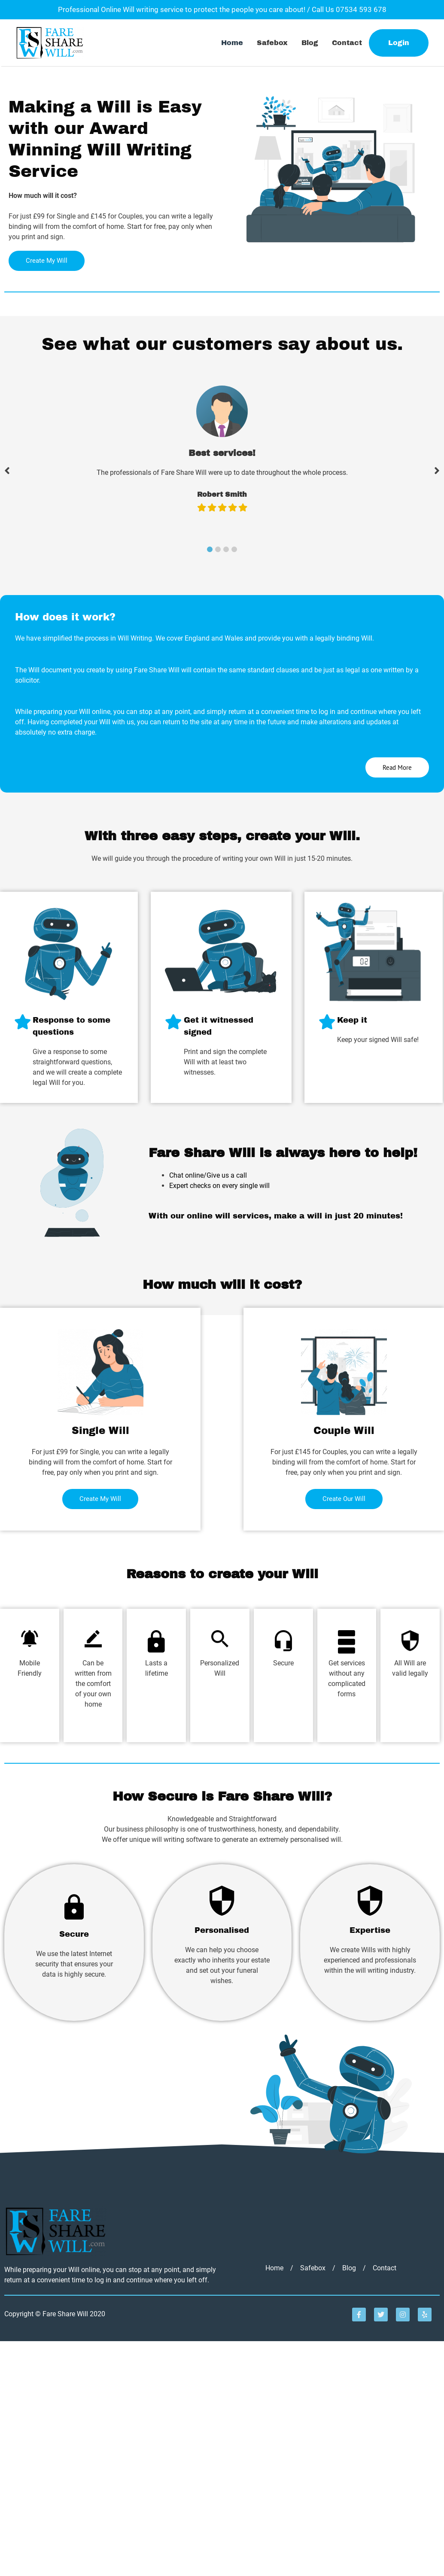 Professional Online Will writing service to protect the people you care about! / Call Us 07534 593 678
FARE
SHARE
WILL.com
Home
Safebox
Blog
Contact
Login
Making a Will is Easy
with our Award
Winning Will Writing
Service
How much will it cost?
For just £99 for Single and £145 for Couples, you can write a legally
binding will from the comfort of home. Start for free, pay only when
you print and sign.
Create My Will
See what our customers say about us.
Best services!
The professionals of Fare Share Will were up to date throughout the whole process.
Robert Smith
How does it work?
We have simplified the process in Will Writing. We cover England and Wales and provide you with a legally binding Will.
The Will document you create by using Fare Share Will will contain the same standard clauses and be just as legal as one written by a
solicitor.
While preparing your Will online, you can stop at any point, and simply return at a convenient time to log in and continue where you left
off. Having completed your Will with us, you can return to the site at any time in the future and make alterations and updates at
absolutely no extra charge.
Read More
With three easy steps, create your Will.
We will guide you through the procedure of writing your own Will in just 15-20 minutes.
Response to some
questions
Give a response to some
straightforward questions,
and we will create a complete
legal Will for you.
Get it witnessed
signed
Print and sign the complete
Will with at least two
witnesses.
Keep it
Keep your signed Will safe!
Fare Share Will is always here to help!
• Chat online/Give us a call
• Expert checks on every single will
With our online will services, make a will in just 20 minutes!
How much will it cost?
Single Will
For just £99 for Single, you can write a legally
binding will from the comfort of home. Start for
free, pay only when you print and sign.
Create My Will
Couple Will
For just £145 for Couples, you can write a legally
binding will from the comfort of home. Start for
free, pay only when you print and sign.
Create Our Will
Reasons to create your Will
Mobile
Friendly
Can be
written from
the comfort
of your own
home
Lasts a
lifetime
Personalized
Will
Secure
Get services
without any
complicated
forms
All Will are
valid legally
How Secure is Fare Share Will?
Knowledgeable and Straightforward
Our business philosophy is one of trustworthiness, honesty, and dependability.
We offer unique will writing software to generate an extremely personalised will.
Secure
We use the latest Internet
security that ensures your
data is highly secure.
Personalised
We can help you choose
exactly who inherits your estate
and set out your funeral
wishes.
Expertise
We create Wills with highly
experienced and professionals
within the will writing industry.
FARE
SHARE
WILL.com
While preparing your Will online, you can stop at any point, and simply
return at a convenient time to log in and continue where you left off.
Home / Safebox / Blog / Contact
Copyright © Fare Share Will 2020